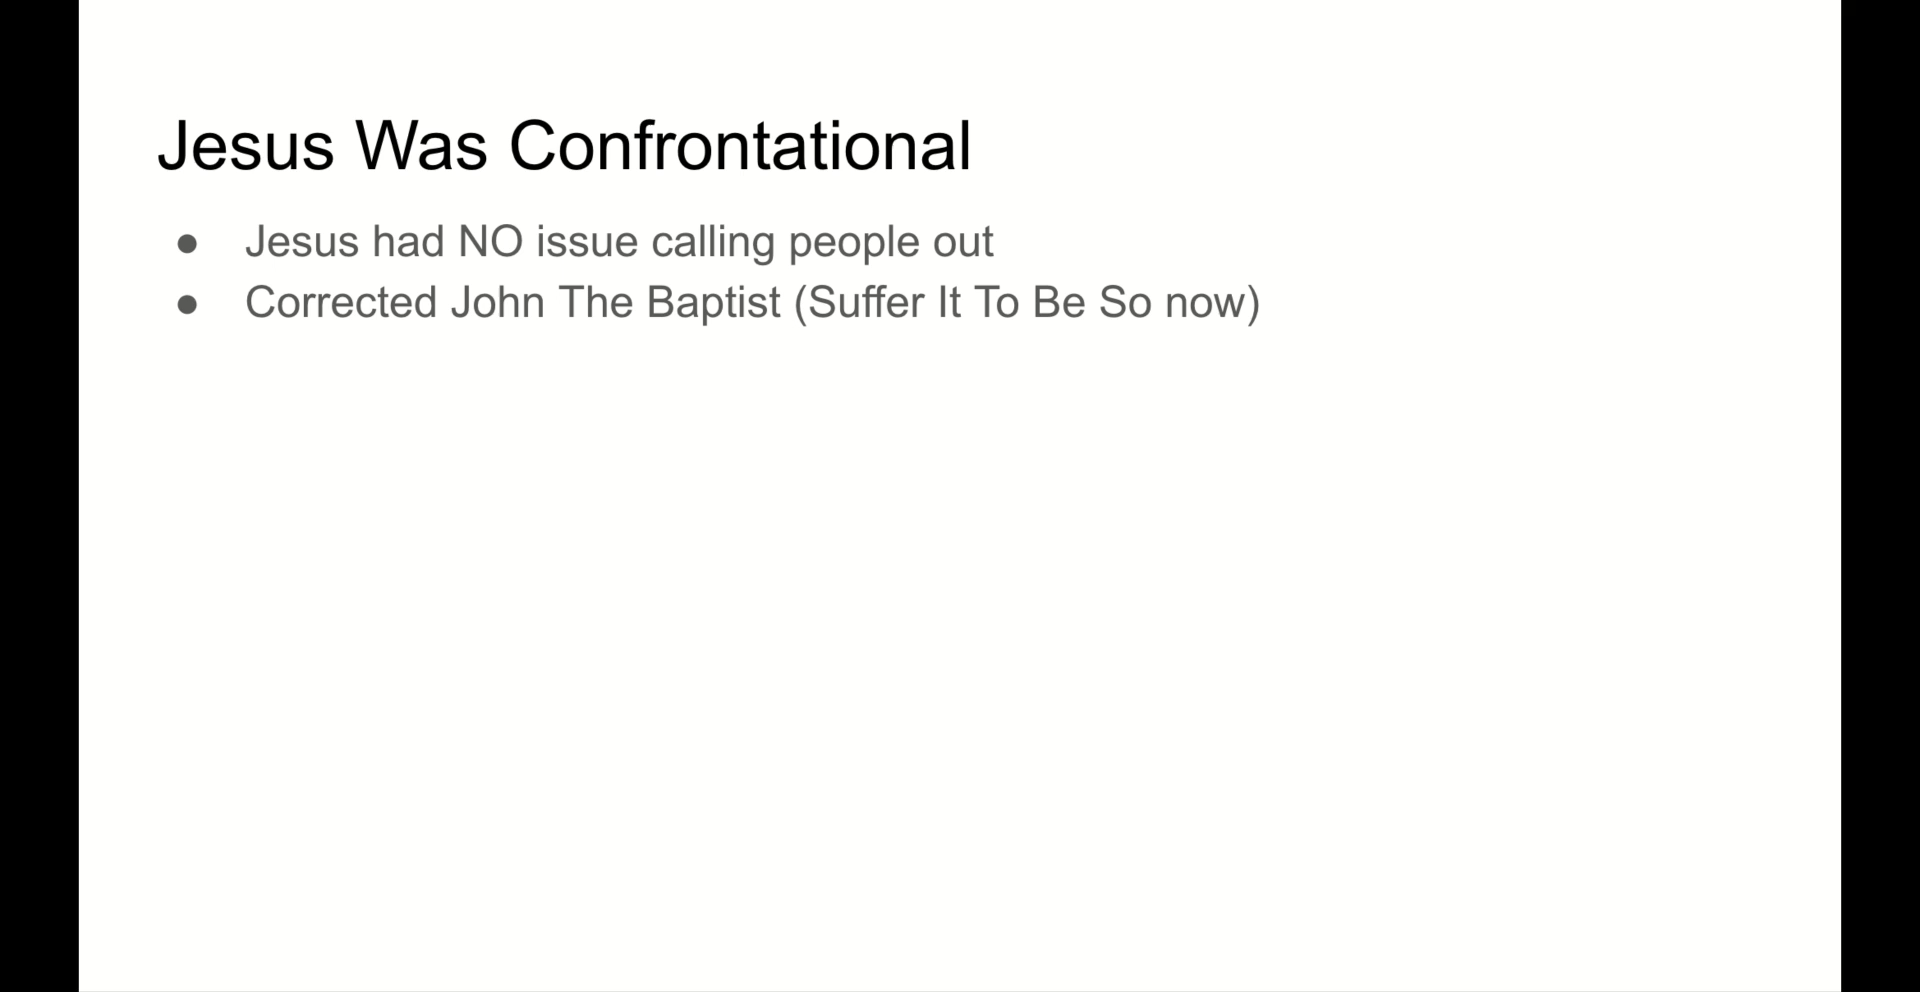 Jesus Was Confrontational
● Jesus had NO issue calling people out
● Corrected John The Baptist (Suffer It To Be So now)